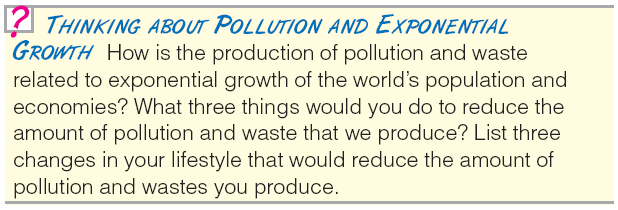 ? THINKING ABOUT POLLUTION AND EXPONENTIAL
GROWTH How is the production of pollution and waste
related to exponential growth of the world's population and
economies? What three things would you do to reduce the
amount of pollution and waste that we produce? List three
changes in your lifestyle that would reduce the amount of
pollution and wastes you produce.